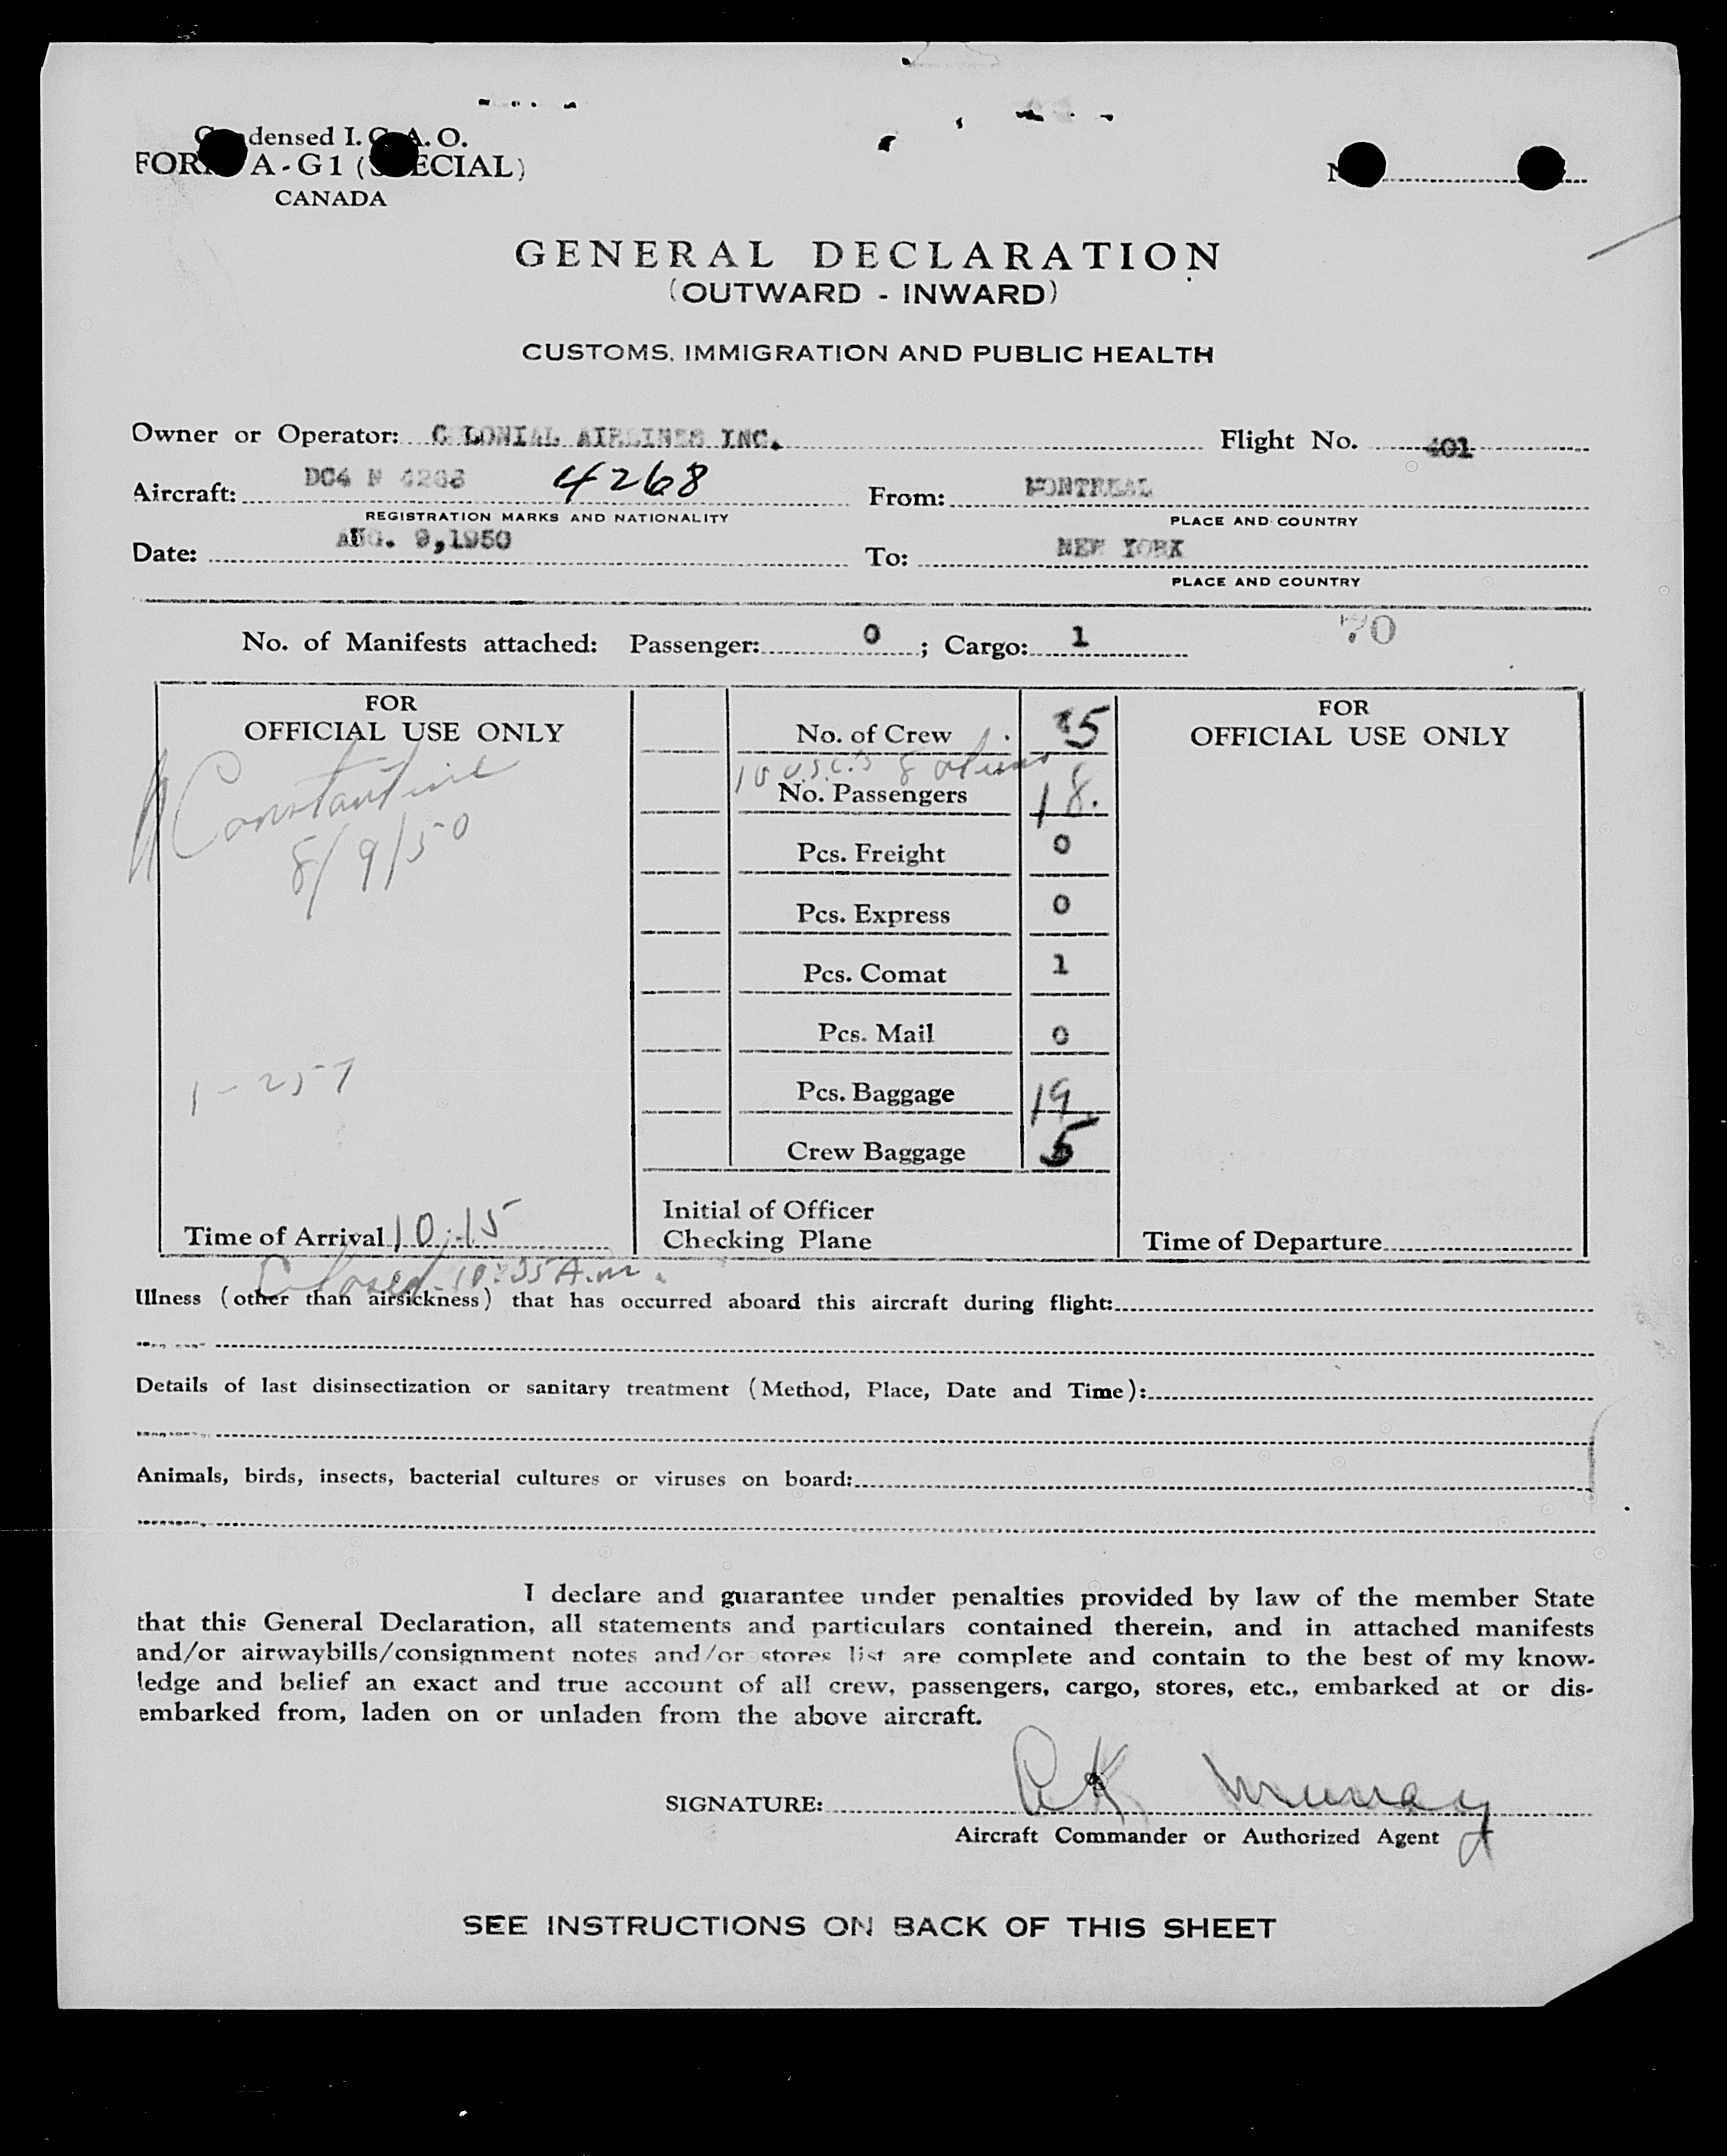 Condensed I.C.A.O.
FORM A-G1 (SPECIAL)
CANADA
GENERAL DECLARATION
(OUTWARD - INWARD)
CUSTOMS, IMMIGRATION AND PUBLIC HEALTH
Owner or Operator: COLONIAL AIRLINES INC. Flight No. 401
Aircraft: DC4 N 4268 From: MONTREAL
REGISTRATION MARKS AND NATIONALITY PLACE AND COUNTRY
Date: AUG. 9, 1950 To: NEW YORK
PLACE AND COUNTRY
No. of Manifests attached: Passenger: 0 ; Cargo: 1 70
FOR
OFFICIAL USE ONLY
Constantine
8/9/50
1-257
Time of Arrival 10:15
Closed 10:35 A.m.
No. of Crew 5
10 U.S.C.'s 8 aliens
No. Passengers 18.
Pcs. Freight 0
Pcs. Express 0
Pcs. Comat 1
Pcs. Mail 0
Pcs. Baggage 19
Crew Baggage 5
Initial of Officer
Checking Plane
FOR
OFFICIAL USE ONLY
Time of Departure
Illness (other than airsickness) that has occurred aboard this aircraft during flight:
Details of last disinsectization or sanitary treatment (Method, Place, Date and Time):
Animals, birds, insects, bacterial cultures or viruses on board:
I declare and guarantee under penalties provided by law of the member State
that this General Declaration, all statements and particulars contained therein, and in attached manifests
and/or airwaybills/consignment notes and/or stores list are complete and contain to the best of my know-
ledge and belief an exact and true account of all crew, passengers, cargo, stores, etc., embarked at or dis-
embarked from, laden on or unladen from the above aircraft.
SIGNATURE: CK Murray
Aircraft Commander or Authorized Agent
SEE INSTRUCTIONS ON BACK OF THIS SHEET